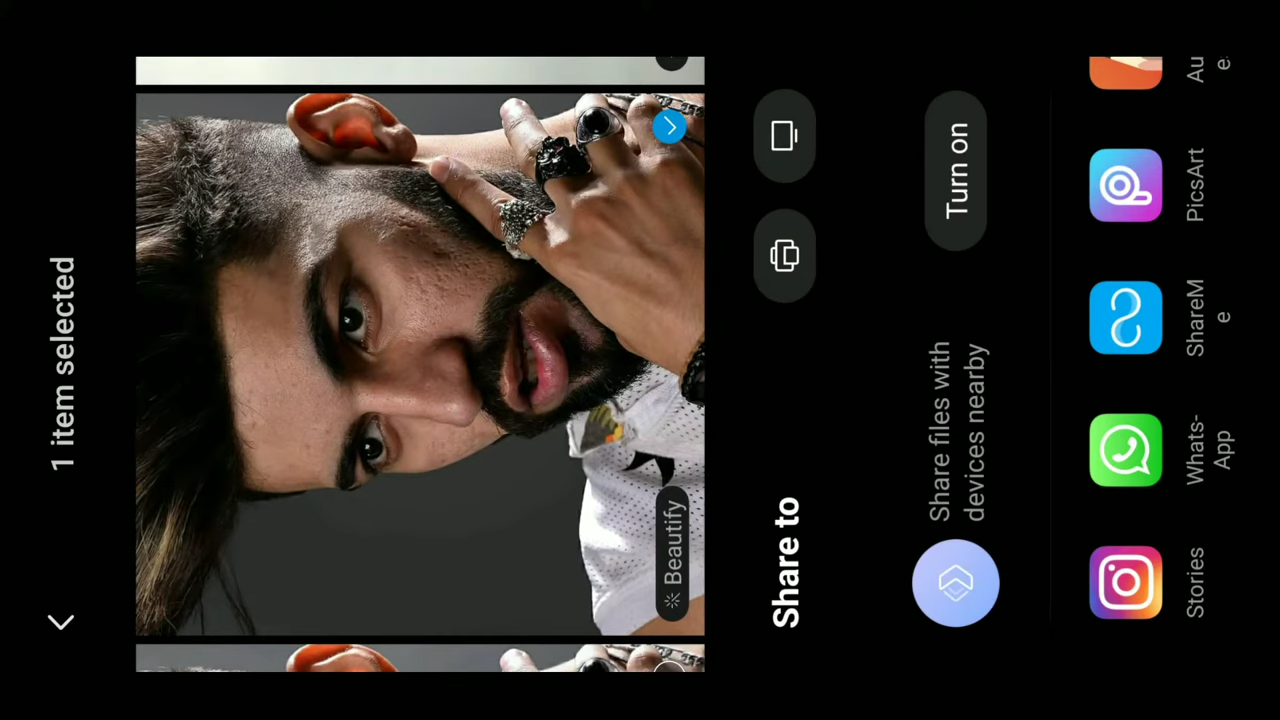 1 item selected
Beautify
Share to
Share files with
devices nearby
Turn on
Stories
Whats-
App
ShareM
e
PicsArt
Au
e.